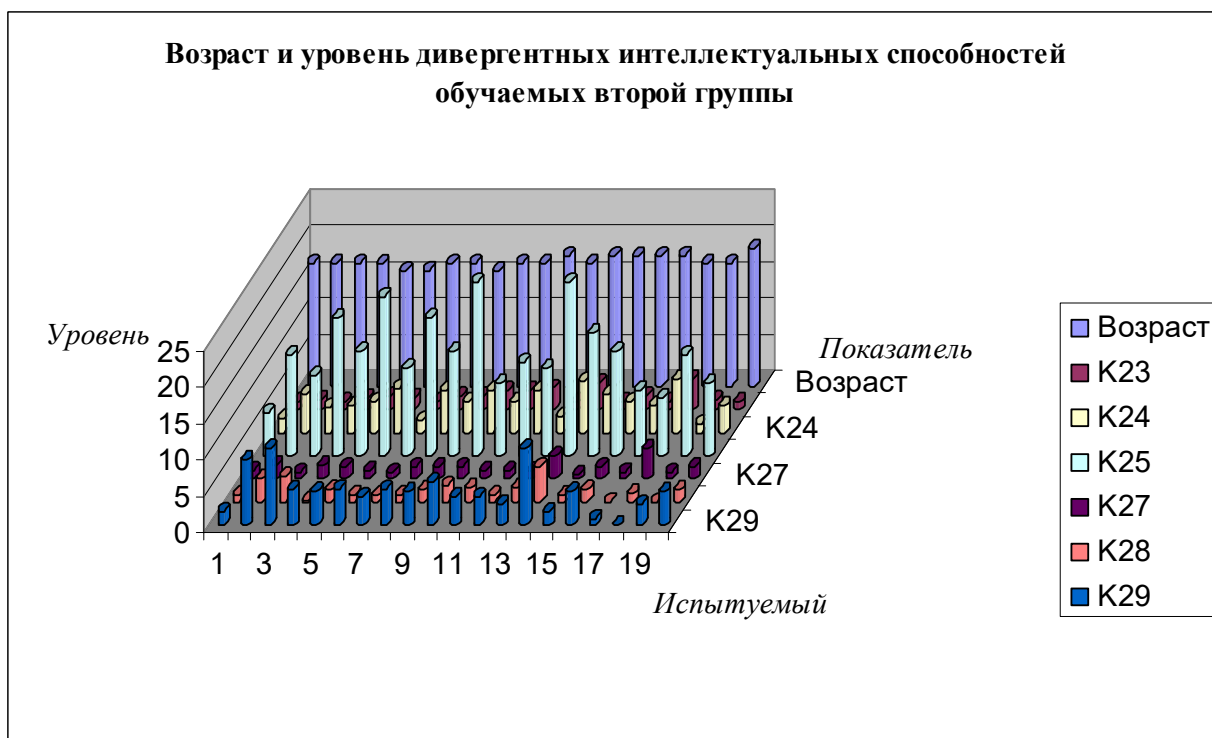 Возраст и уровень дивергентных интеллектуальных способностей
обучаемых второй группы
Уровень
25
20
15
10
5
0
1 3 5 7 9 11 13 15 17 19
Испытуемый
Показатель
Возраст
K24
K27
K29
Возраст
K23
K24
K25
K27
K28
K29